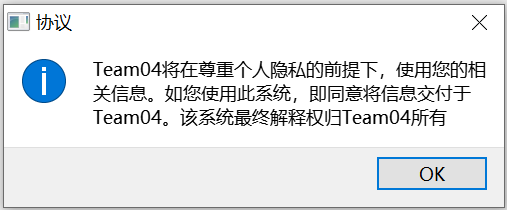 协议
Team04将在尊重个人隐私的前提下，使用您的相
关信息。如您使用此系统，即同意将信息交付于
Team04。该系统最终解释权归Team04所有
OK